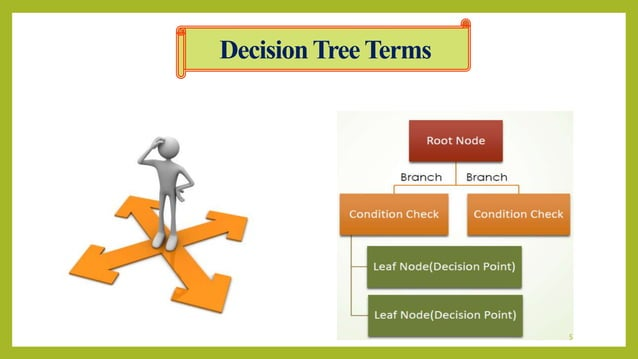 Decision Tree Terms
Root Node
Branch Branch
Condition Check Condition Check
Leaf Node(Decision Point)
Leaf Node(Decision Point)
5